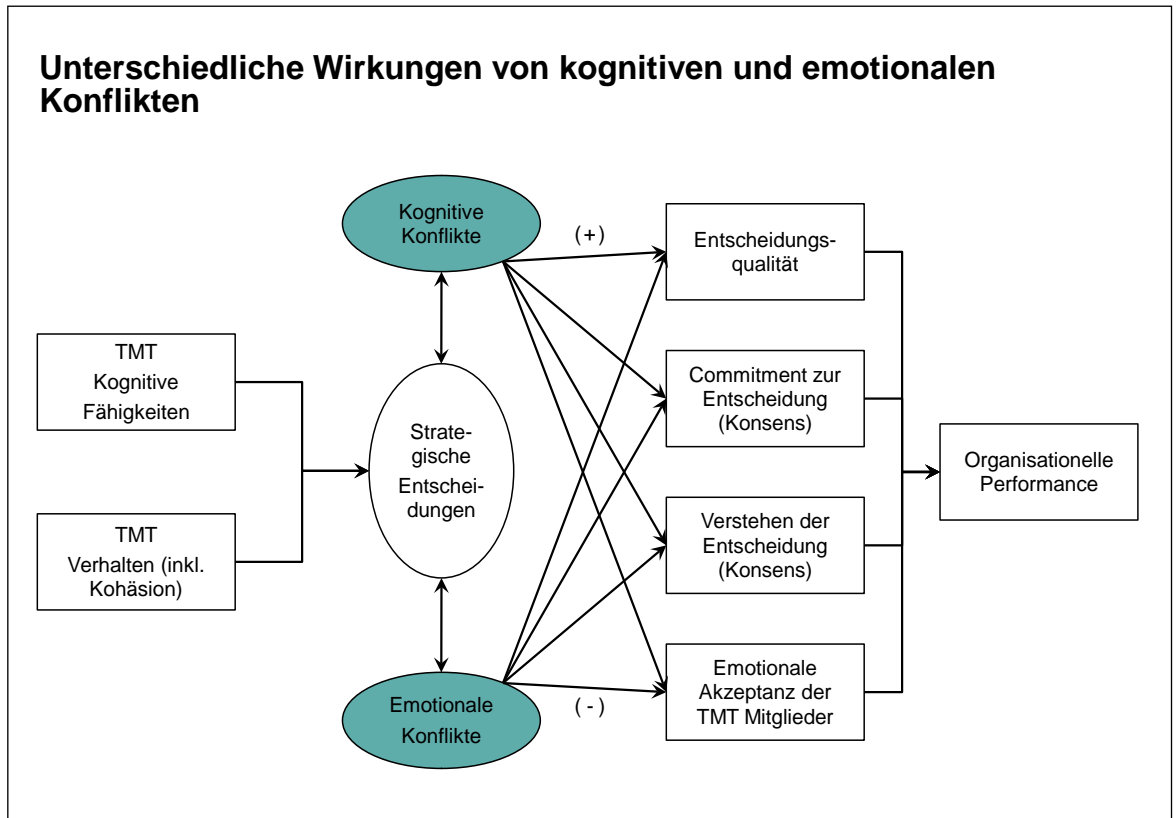 Unterschiedliche Wirkungen von kognitiven und emotionalen
Konflikten
Kognitive
Konflikte
(+)
Entscheidungs-
qualität
TMT
Kognitive
Fähigkeiten
Strate-
gische
Entschei-
dungen
Commitment zur
Entscheidung
(Konsens)
Organisationelle
Performance
TMT
Verhalten (inkl.
Kohäsion)
Verstehen der
Entscheidung
(Konsens)
Emotionale
Konflikte
(-)
Emotionale
Akzeptanz der
TMT Mitglieder